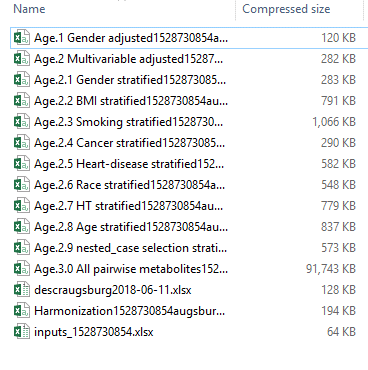 Compressed size
Age.1 Gender adjusted1528730854a... 120 KB
Age.2 Multivariable adjusted15287... 282 KB
Age.2.1 Gender stratified152873085... 283 KB
Age.2.2 BMI stratified1528730854au... 791 KB
Age.2.3 Smoking stratified1528730... 1,066 KB
Age.2.4 Cancer stratified152873085... 290 KB
Age.2.5 Heart-disease stratified152... 582 KB
Age.2.6 Race stratified1528730854a... 548 KB
Age.2.7 HT stratified1528730854au... 779 KB
Age.2.8 Age stratified1528730854a... 837 KB
Age.2.9 nested_case selection strati... 573 KB
Age.3.0 All pairwise metabolites152... 91,743 KB
descraugsburg2018-06-11.xlsx 128 KB
Harmonization1528730854augsbur... 194 KB
inputs_1528730854.xlsx 64 KB